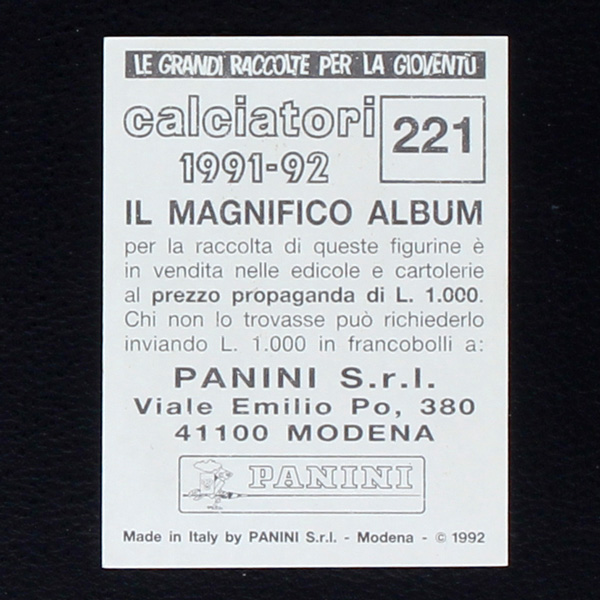 LE GRANDI RACCOLTE PER LA GIOVENTÙ
calciatori
1991-92
221
IL MAGNIFICO ALBUM
per la raccolta di queste figurine è
in vendita nelle edicole e cartolerie
al prezzo propaganda di L. 1.000.
Chi non lo trovasse può richiederlo
inviando L. 1.000 in francobolli a:
PANINI S.r.l.
Viale Emilio Po, 380
41100 MODENA
PANINI
Made in Italy by PANINI S.r.l. - Modena - © 1992